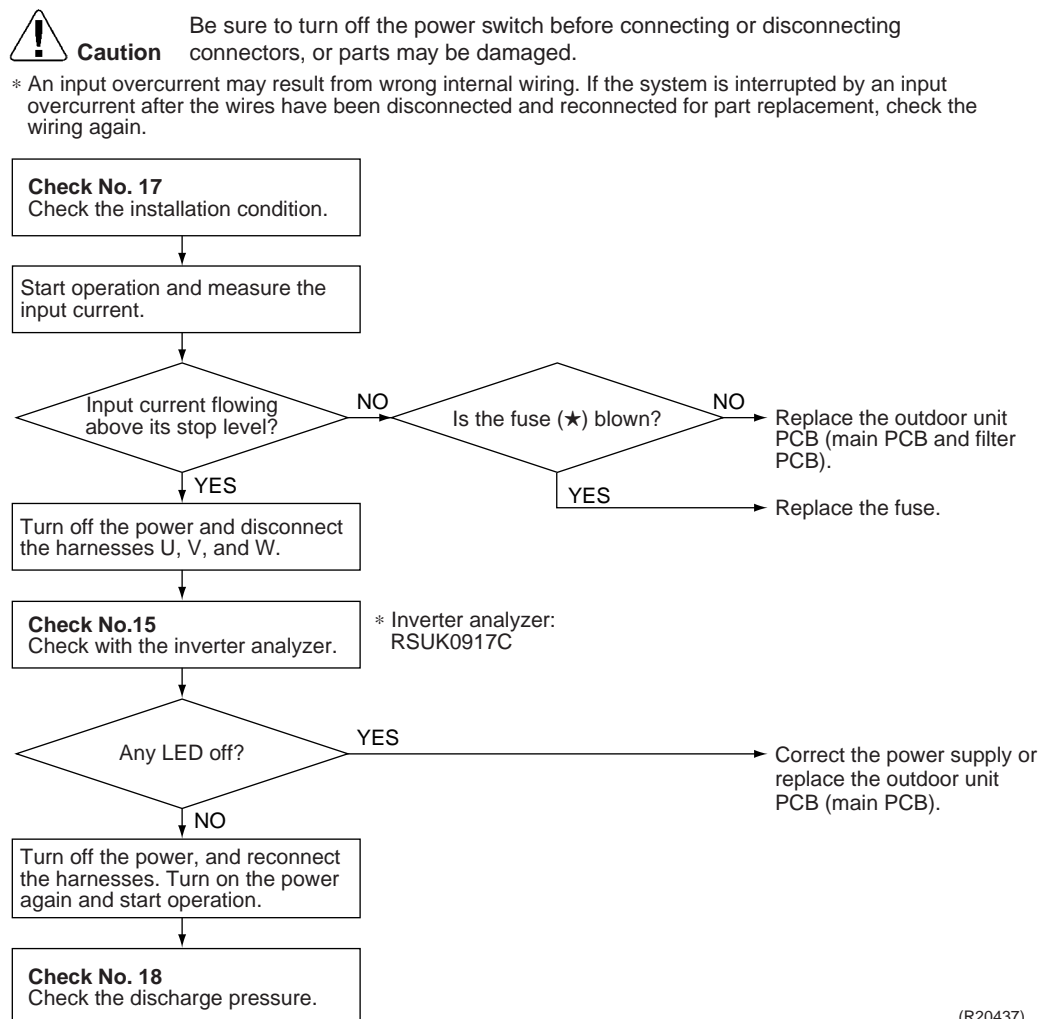 Be sure to turn off the power switch before connecting or disconnecting
Caution connectors, or parts may be damaged.
* An input overcurrent may result from wrong internal wiring. If the system is interrupted by an input
overcurrent after the wires have been disconnected and reconnected for part replacement, check the
wiring again.
Check No. 17
Check the installation condition.
Start operation and measure the
input current.
Input current flowing
above its stop level?
NO
Is the fuse (★) blown?
NO
Replace the outdoor unit
PCB (main PCB and filter
PCB).
YES
Replace the fuse.
YES
Turn off the power and disconnect
the harnesses U, V, and W.
Check No.15
Check with the inverter analyzer.
* Inverter analyzer:
RSUK0917C
Any LED off?
YES
Correct the power supply or
replace the outdoor unit
PCB (main PCB).
NO
Turn off the power, and reconnect
the harnesses. Turn on the power
again and start operation.
Check No. 18
Check the discharge pressure.
(R20437)